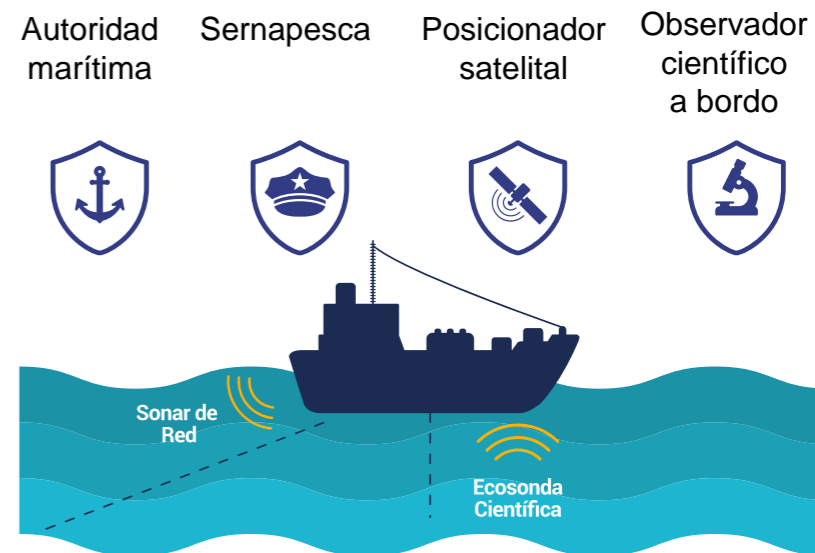 Autoridad
marítima
Sernapesca
Posicionador
satelital
Observador
científico
a bordo
Sonar de
Red
Ecosonda
Científica